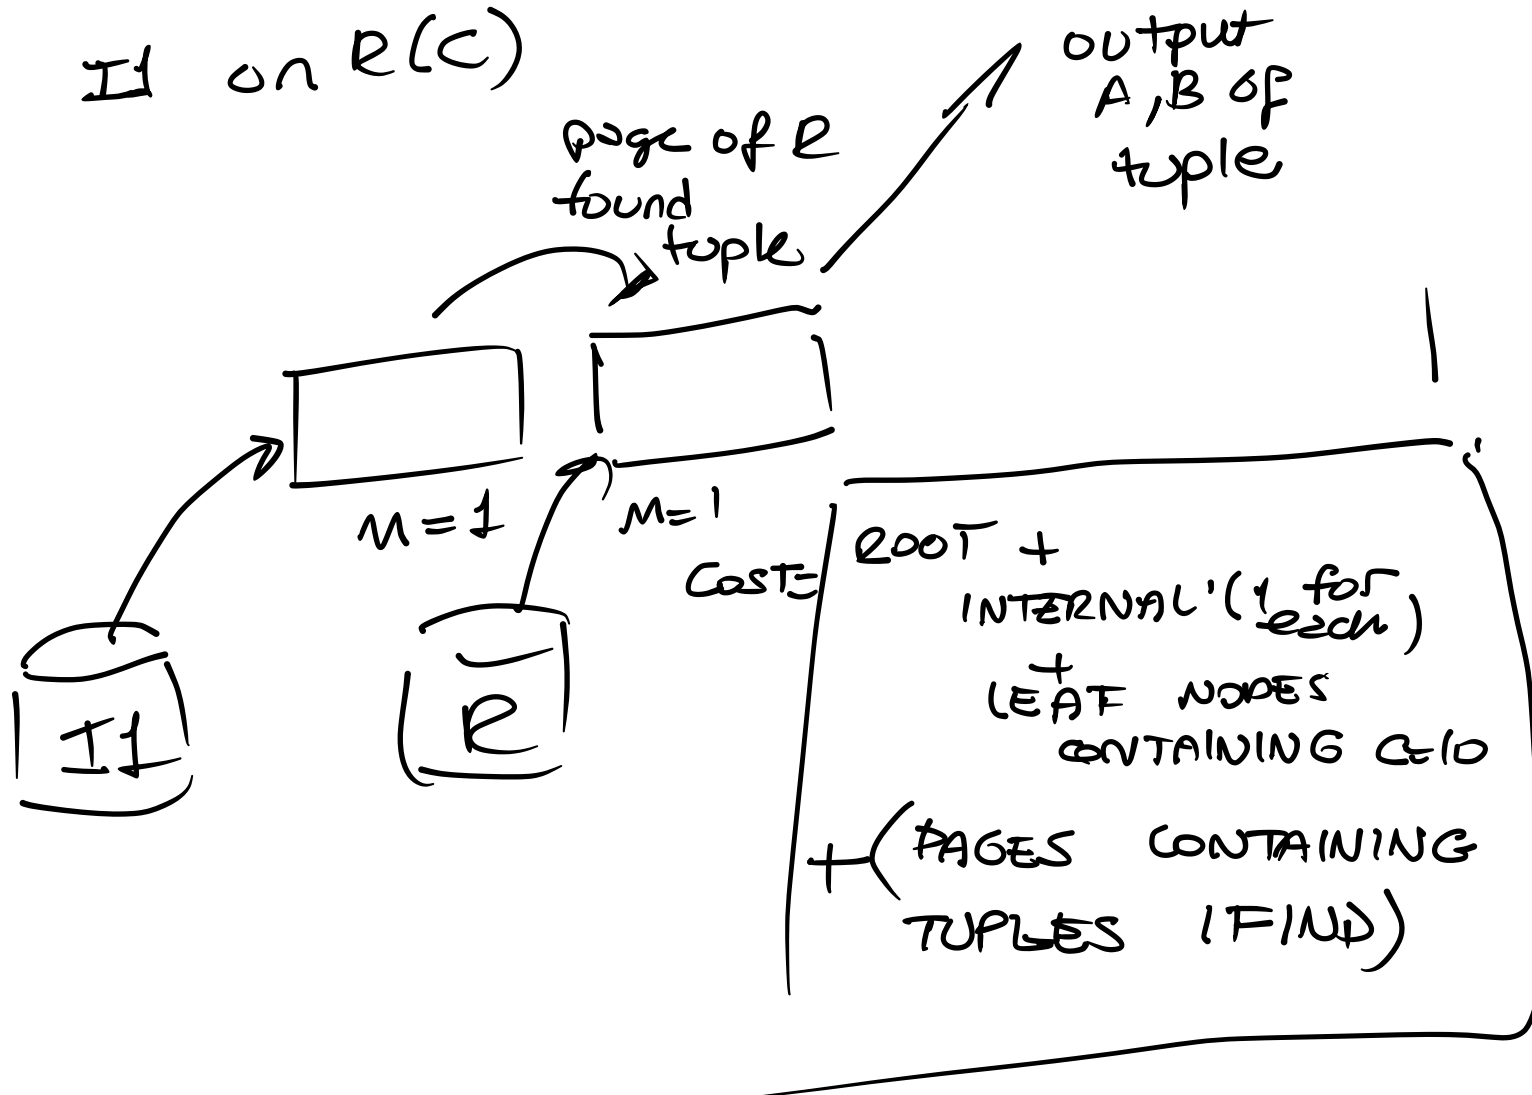 I1 on R(C)
output
A,B of
tuple
page of R
found
tuple
M=1
M=1
COST=
ROOT +
INTERNAL (1 for
each)
+
LEAF NODES
CONTAINING C=10
+(PAGES CONTAINING
TUPLES I FIND)
I1
R